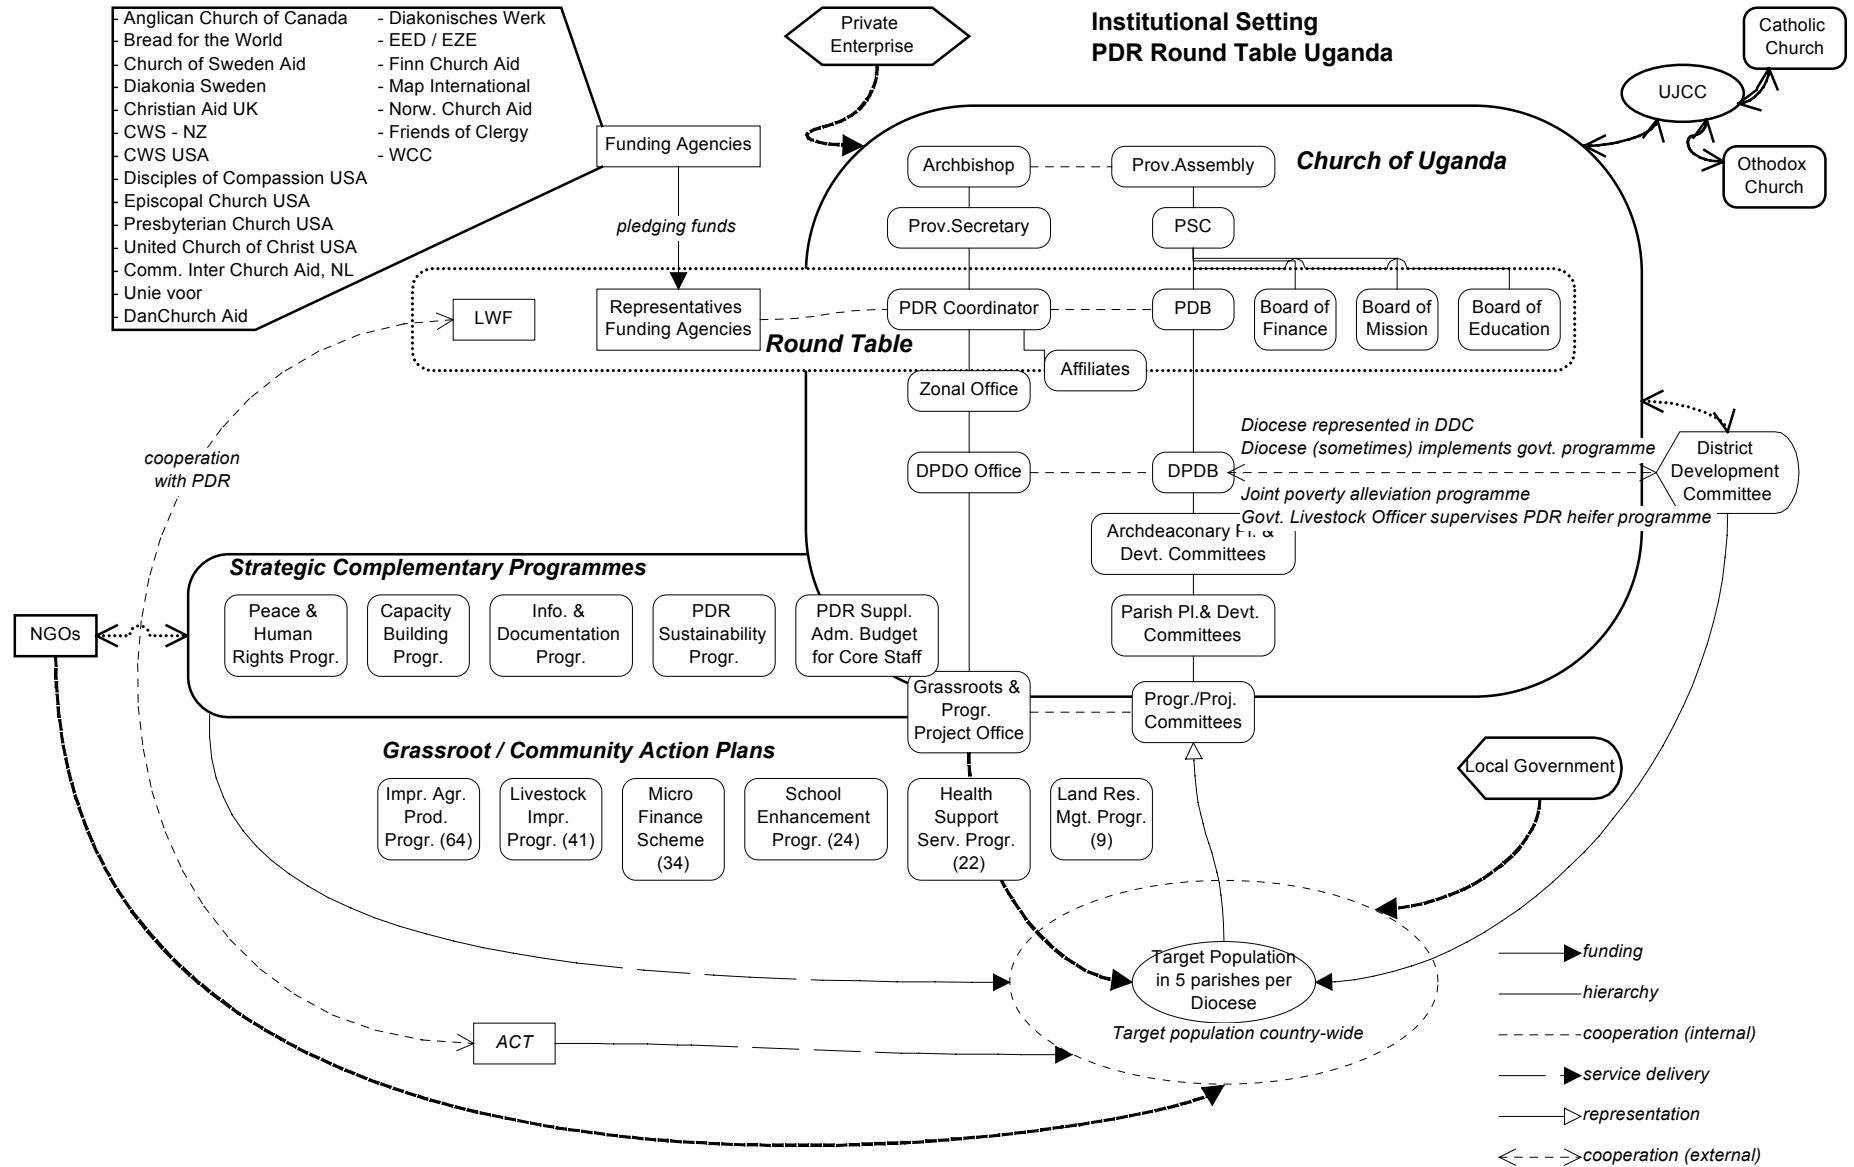 Institutional Setting
PDR Round Table Uganda
- Anglican Church of Canada
- Bread for the World
- Church of Sweden Aid
- Diakonia Sweden
- Christian Aid UK
- CWS - NZ
- CWS USA
- Disciples of Compassion USA
- Episcopal Church USA
- Presbyterian Church USA
- United Church of Christ USA
- Comm. Inter Church Aid, NL
- Unie voor
- DanChurch Aid
- Diakonisches Werk
- EED / EZE
- Finn Church Aid
- Map International
- Norw. Church Aid
- Friends of Clergy
- WCC
Funding Agencies
pledging funds
Private
Enterprise
Catholic
Church
UJCC
Othodox
Church
Church of Uganda
Archbishop
Prov.Assembly
Prov.Secretary
PSC
LWF
Representatives
Funding Agencies
PDR Coordinator
PDB
Board of
Finance
Board of
Mission
Board of
Education
Round Table
Affiliates
Zonal Office
cooperation
with PDR
DPDO Office
DPDB
Diocese represented in DDC
Diocese (sometimes) implements govt. programme
Joint poverty alleviation programme
Govt. Livestock Officer supervises PDR heifer programme
District
Development
Committee
Archdeaconary Pl. &
Devt. Committees
Parish Pl.& Devt.
Committees
Strategic Complementary Programmes
Peace &
Human
Rights Progr.
Capacity
Building
Progr.
Info. &
Documentation
Progr.
PDR
Sustainability
Progr.
PDR Suppl.
Adm. Budget
for Core Staff
NGOs
Grassroots &
Progr.
Project Office
Progr./Proj.
Committees
Grassroot / Community Action Plans
Impr. Agr.
Prod.
Progr. (64)
Livestock
Impr.
Progr. (41)
Micro
Finance
Scheme
(34)
School
Enhancement
Progr. (24)
Health
Support
Serv. Progr.
(22)
Land Res.
Mgt. Progr.
(9)
Local Government
Target Population
in 5 parishes per
Diocese
Target population country-wide
ACT
funding
hierarchy
cooperation (internal)
service delivery
representation
cooperation (external)